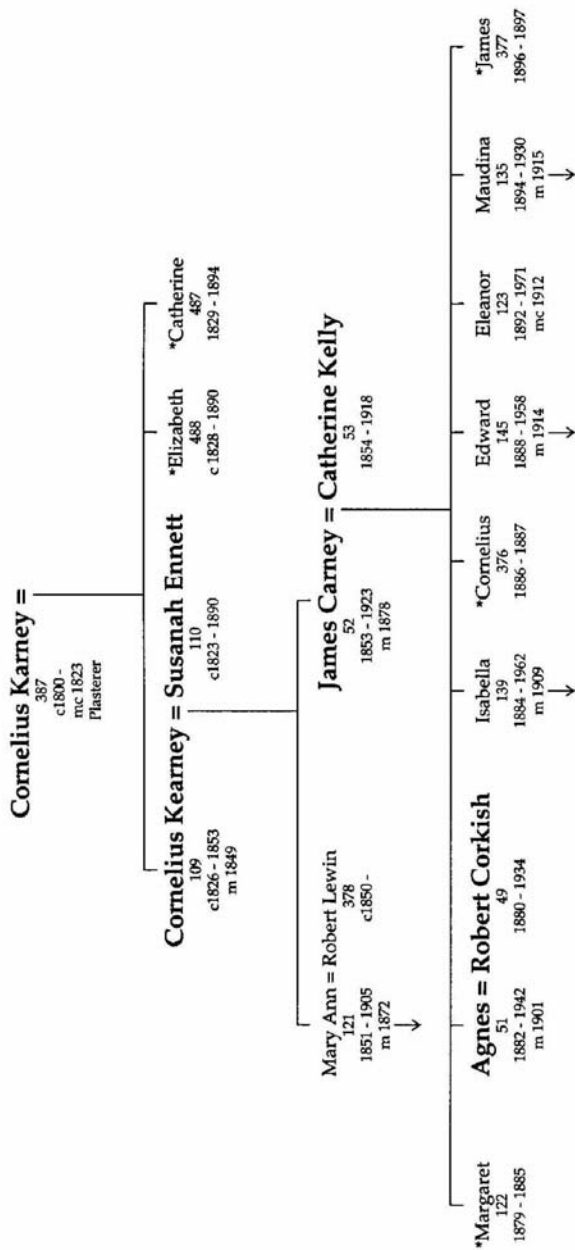 Cornelius Karney =
387
c1800 -
mc 1823
Plasterer
Cornelius Kearney = Susanah Ennett
109
c1826 - 1853
m 1849
110
c1823 - 1890
*Elizabeth
488
c 1828 - 1890
*Catherine
487
1829 - 1894
Mary Ann = Robert Lewin
121
1851 - 1905
m 1872
378
c1850 -
James Carney = Catherine Kelly
52
1853 - 1923
m 1878
53
1854 - 1918
*Margaret
122
1879 - 1885
Agnes = Robert Corkish
51
1882 - 1942
m 1901
49
1880 - 1934
Isabella
139
1884 - 1962
m 1909
*Cornelius
376
1886 - 1887
Edward
145
1888 - 1958
m 1914
Eleanor
123
1892 - 1971
mc 1912
Maudina
135
1894 - 1930
m 1915
*James
377
1896 - 1897